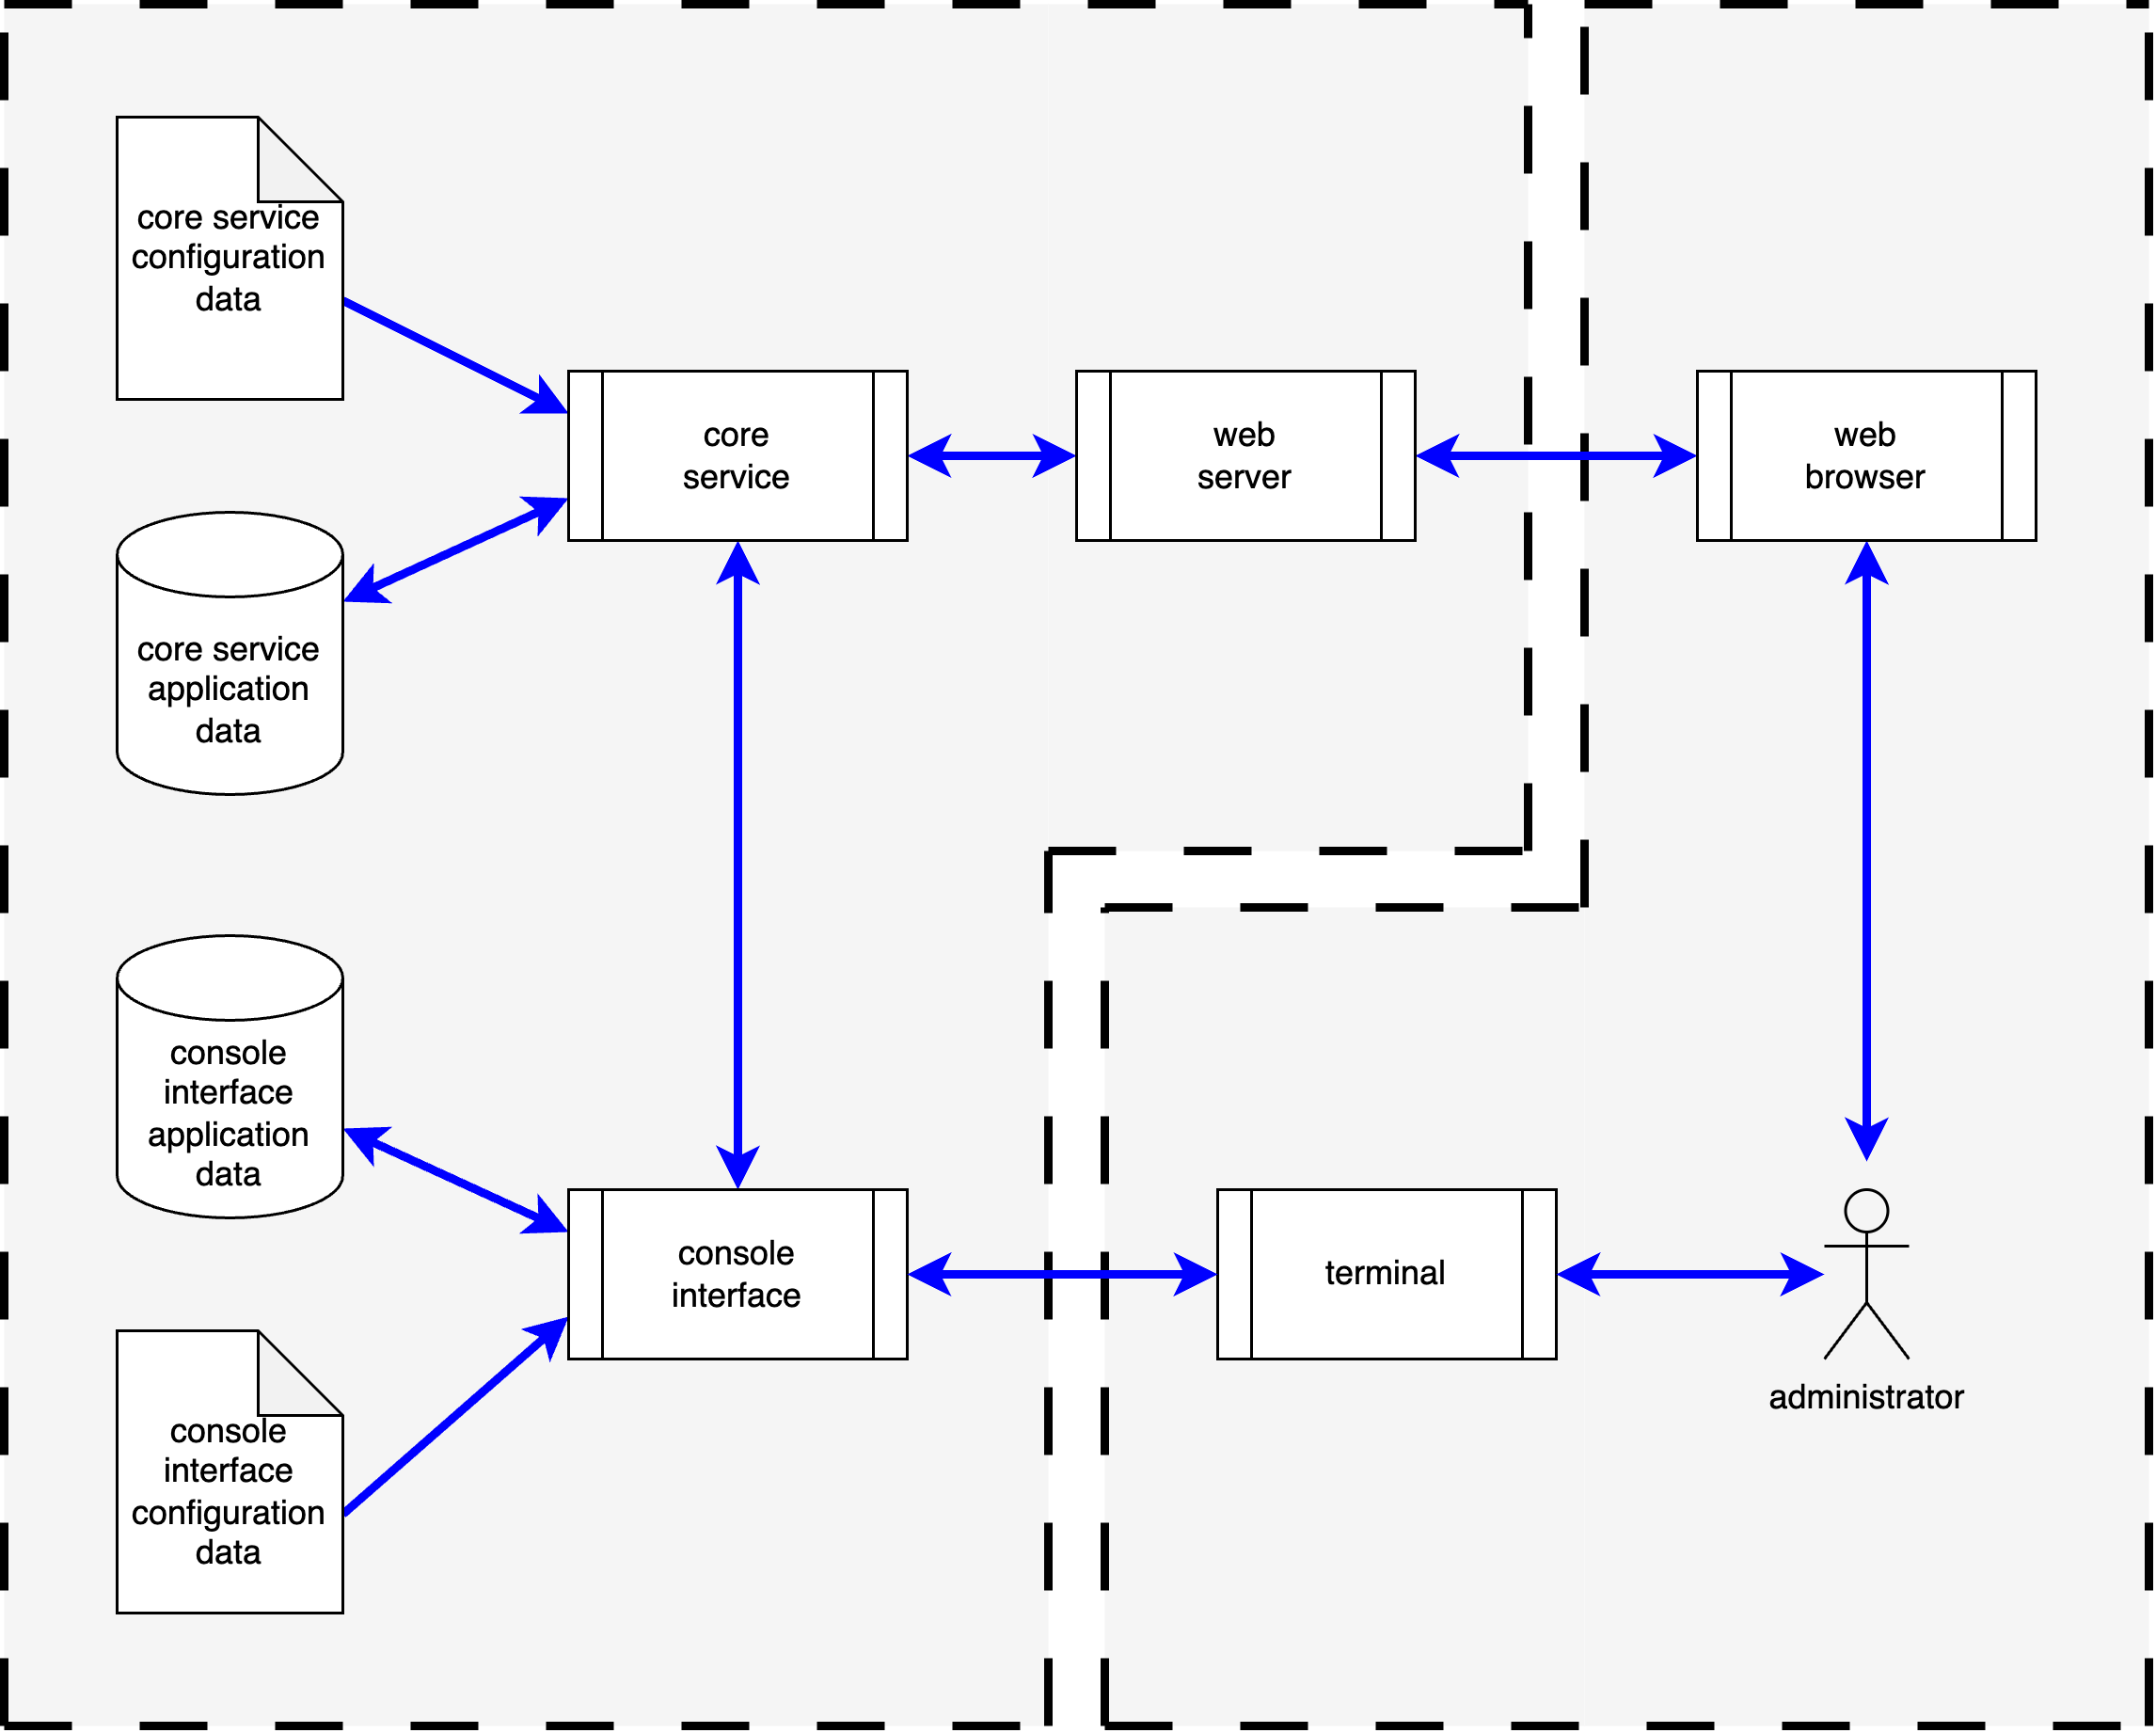 core service
configuration
data
core
service
web
server
web
browser
core service
application
data
console
interface
application
data
console
interface
terminal
administrator
console
interface
configuration
data